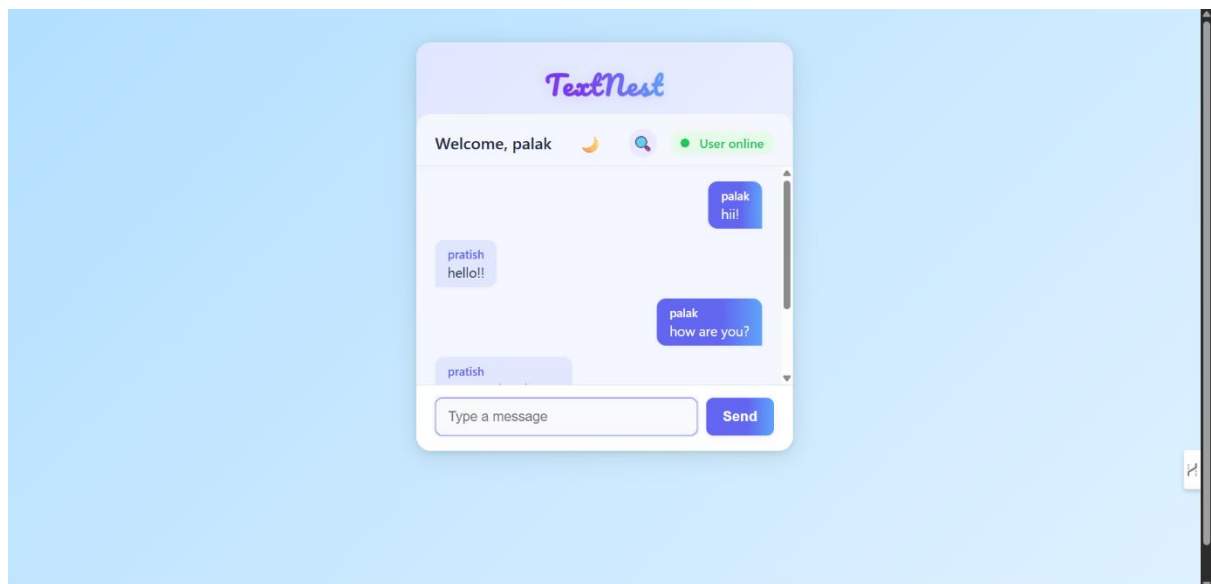 TextNest
Welcome, palak
User online
palak
hii!
pratish
hello!!
palak
how are you?
pratish
Type a message
Send